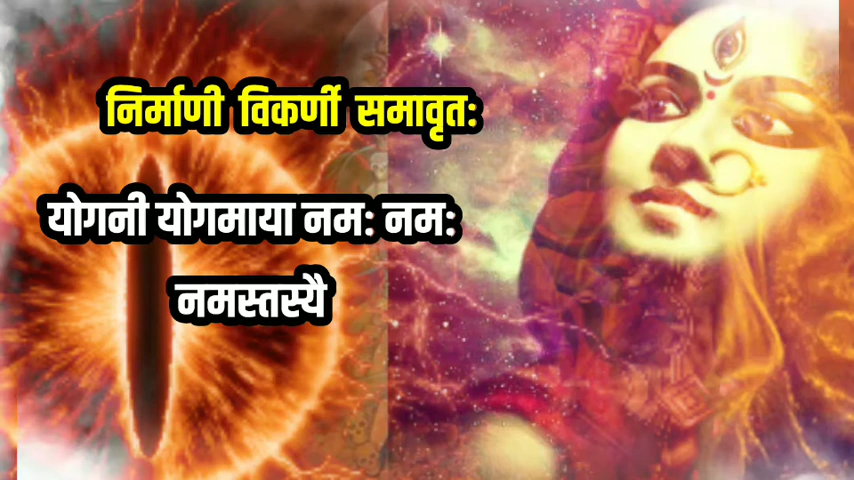 निर्माणी विकर्णी समावृतः
योगनी योगमाया नमः नमः
नमस्तस्यै